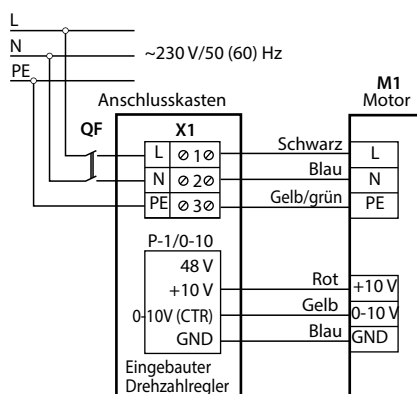 L
N
~230 V/50 (60) Hz
PE
M1
Anschlusskasten
Motor
QF
X1
Schwarz
L
1
L
Blau
N
2
N
Gelb/grün
PE
3
PE
P-1/0-10
48 V
Rot
+10 V
+10 V
Gelb
0-10V (CTR)
0-10 V
Blau
GND
GND
Eingebauter
Drehzahlregler